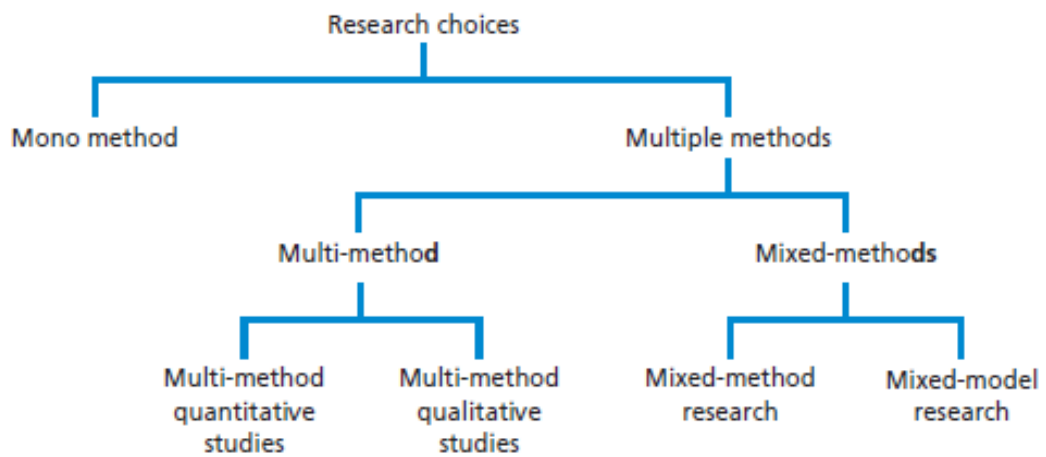 Research choices
Mono method
Multiple methods
Multi-method
Mixed-methods
Multi-method
quantitative
studies
Multi-method
qualitative
studies
Mixed-method
research
Mixed-model
research